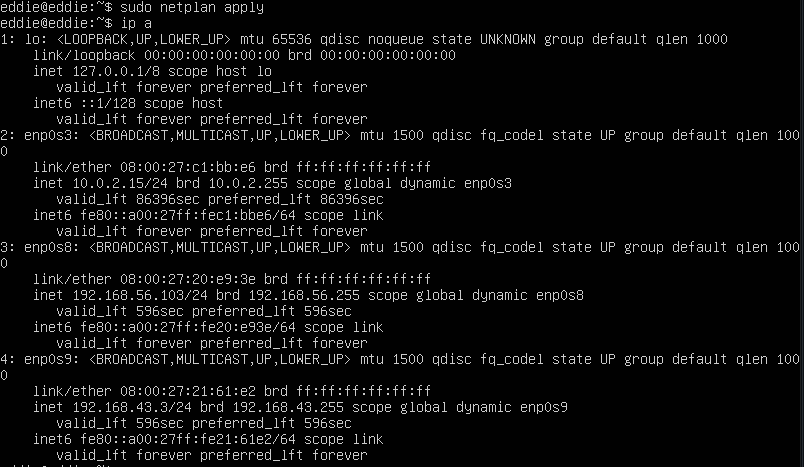 eddie@eddie:~$ sudo netplan apply
eddie@eddie:~$ ip a
1: lo: <LOOPBACK,UP,LOWER_UP> mtu 65536 qdisc noqueue state UNKNOWN group default qlen 1000
    link/loopback 00:00:00:00:00:00 brd 00:00:00:00:00:00
    inet 127.0.0.1/8 scope host lo
       valid_lft forever preferred_lft forever
    inet6 ::1/128 scope host
       valid_lft forever preferred_lft forever
2: enp0s3: <BROADCAST,MULTICAST,UP,LOWER_UP> mtu 1500 qdisc fq_codel state UP group default qlen 100
0
    link/ether 08:00:27:c1:bb:e6 brd ff:ff:ff:ff:ff:ff
    inet 10.0.2.15/24 brd 10.0.2.255 scope global dynamic enp0s3
       valid_lft 86396sec preferred_lft 86396sec
    inet6 fe80::a00:27ff:fec1:bbe6/64 scope link
       valid_lft forever preferred_lft forever
3: enp0s8: <BROADCAST,MULTICAST,UP,LOWER_UP> mtu 1500 qdisc fq_codel state UP group default qlen 100
0
    link/ether 08:00:27:20:e9:3e brd ff:ff:ff:ff:ff:ff
    inet 192.168.56.103/24 brd 192.168.56.255 scope global dynamic enp0s8
       valid_lft 596sec preferred_lft 596sec
    inet6 fe80::a00:27ff:fe20:e93e/64 scope link
       valid_lft forever preferred_lft forever
4: enp0s9: <BROADCAST,MULTICAST,UP,LOWER_UP> mtu 1500 qdisc fq_codel state UP group default qlen 100
0
    link/ether 08:00:27:21:61:e2 brd ff:ff:ff:ff:ff:ff
    inet 192.168.43.3/24 brd 192.168.43.255 scope global dynamic enp0s9
       valid_lft 596sec preferred_lft 596sec
    inet6 fe80::a00:27ff:fe21:61e2/64 scope link
       valid_lft forever preferred_lft forever